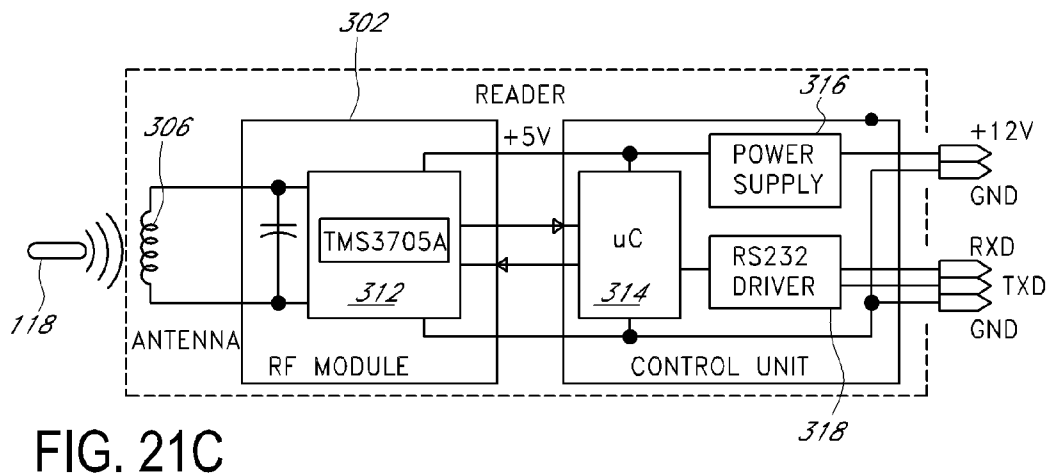 302
READER
316
306
+5V
+12V
POWER
SUPPLY
GND
TMS3705A
uC
RXD
RS232
DRIVER
TXD
312
314
118
GND
ANTENNA
RF MODULE
CONTROL UNIT
318
FIG. 21C